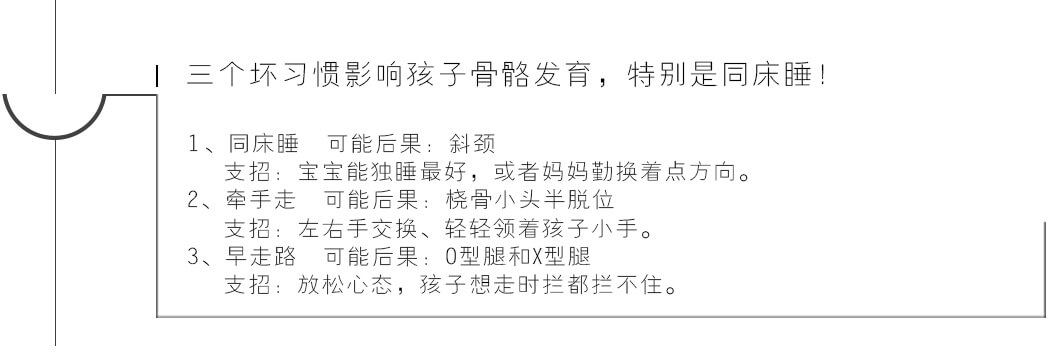 三个坏习惯影响孩子骨骼发育，特别是同床睡！
1、同床睡　可能后果：斜颈
支招：宝宝能独睡最好，或者妈妈勤换着点方向。
2、牵手走　可能后果：桡骨小头半脱位
支招：左右手交换、轻轻领着孩子小手。
3、早走路　可能后果：O型腿和X型腿
支招：放松心态，孩子想走时拦都拦不住。